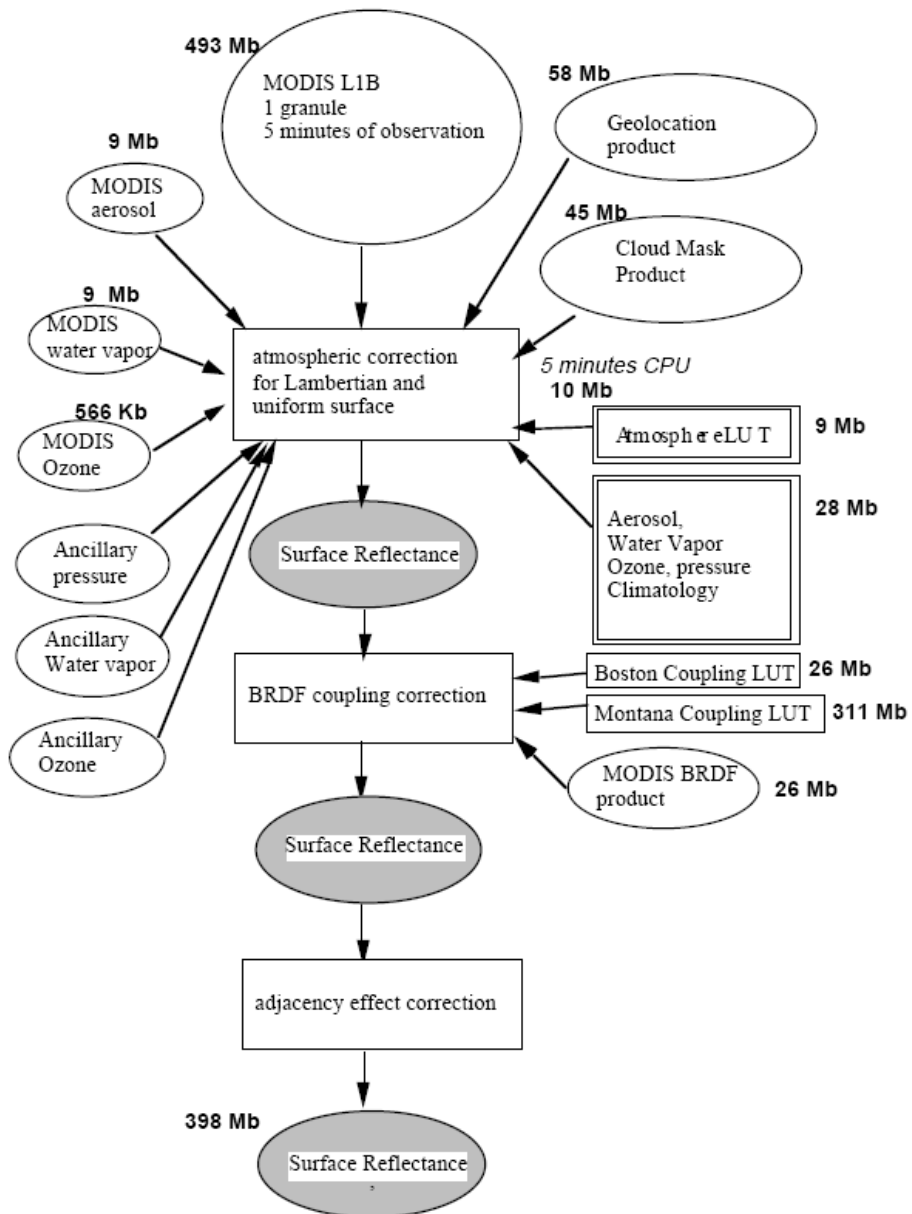 493 Mb
MODIS L1B
1 granule
5 minutes of observation
58 Mb
Geolocation
product
9 Mb
MODIS
aerosol
45 Mb
Cloud Mask
Product
9 Mb
MODIS
water vapor
atmospheric correction
for Lambertian and
uniform surface
5 minutes CPU
10 Mb
566 Kb
MODIS
Ozone
AtmosphereLUT
9 Mb
28 Mb
Aerosol,
Water Vapor
Ozone, pressure
Climatology
Surface Reflectance
Ancillary
pressure
Ancillary
Water vapor
Ancillary
Ozone
BRDF coupling correction
Boston Coupling LUT
26 Mb
Montana Coupling LUT
311 Mb
MODIS BRDF
product
26 Mb
Surface Reflectance
adjacency effect correction
398 Mb
Surface Reflectance
,